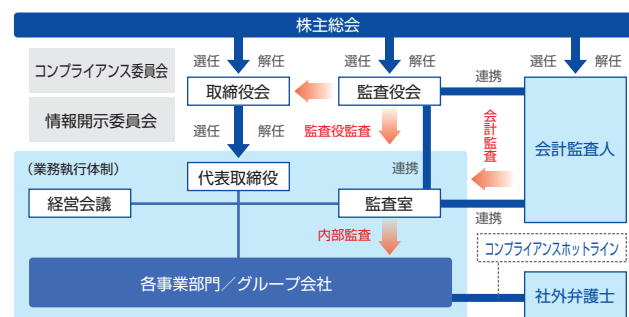 株主総会
選任 解任
選任 解任
選任 解任
コンプライアンス委員会
取締役会
監査役会
連携
情報開示委員会
選任 解任
監査役監査
会計監査
会計監査人
(業務執行体制)
代表取締役
連携
経営会議
監査室
連携
内部監査
コンプライアンスホットライン
各事業部門／グループ会社
社外弁護士